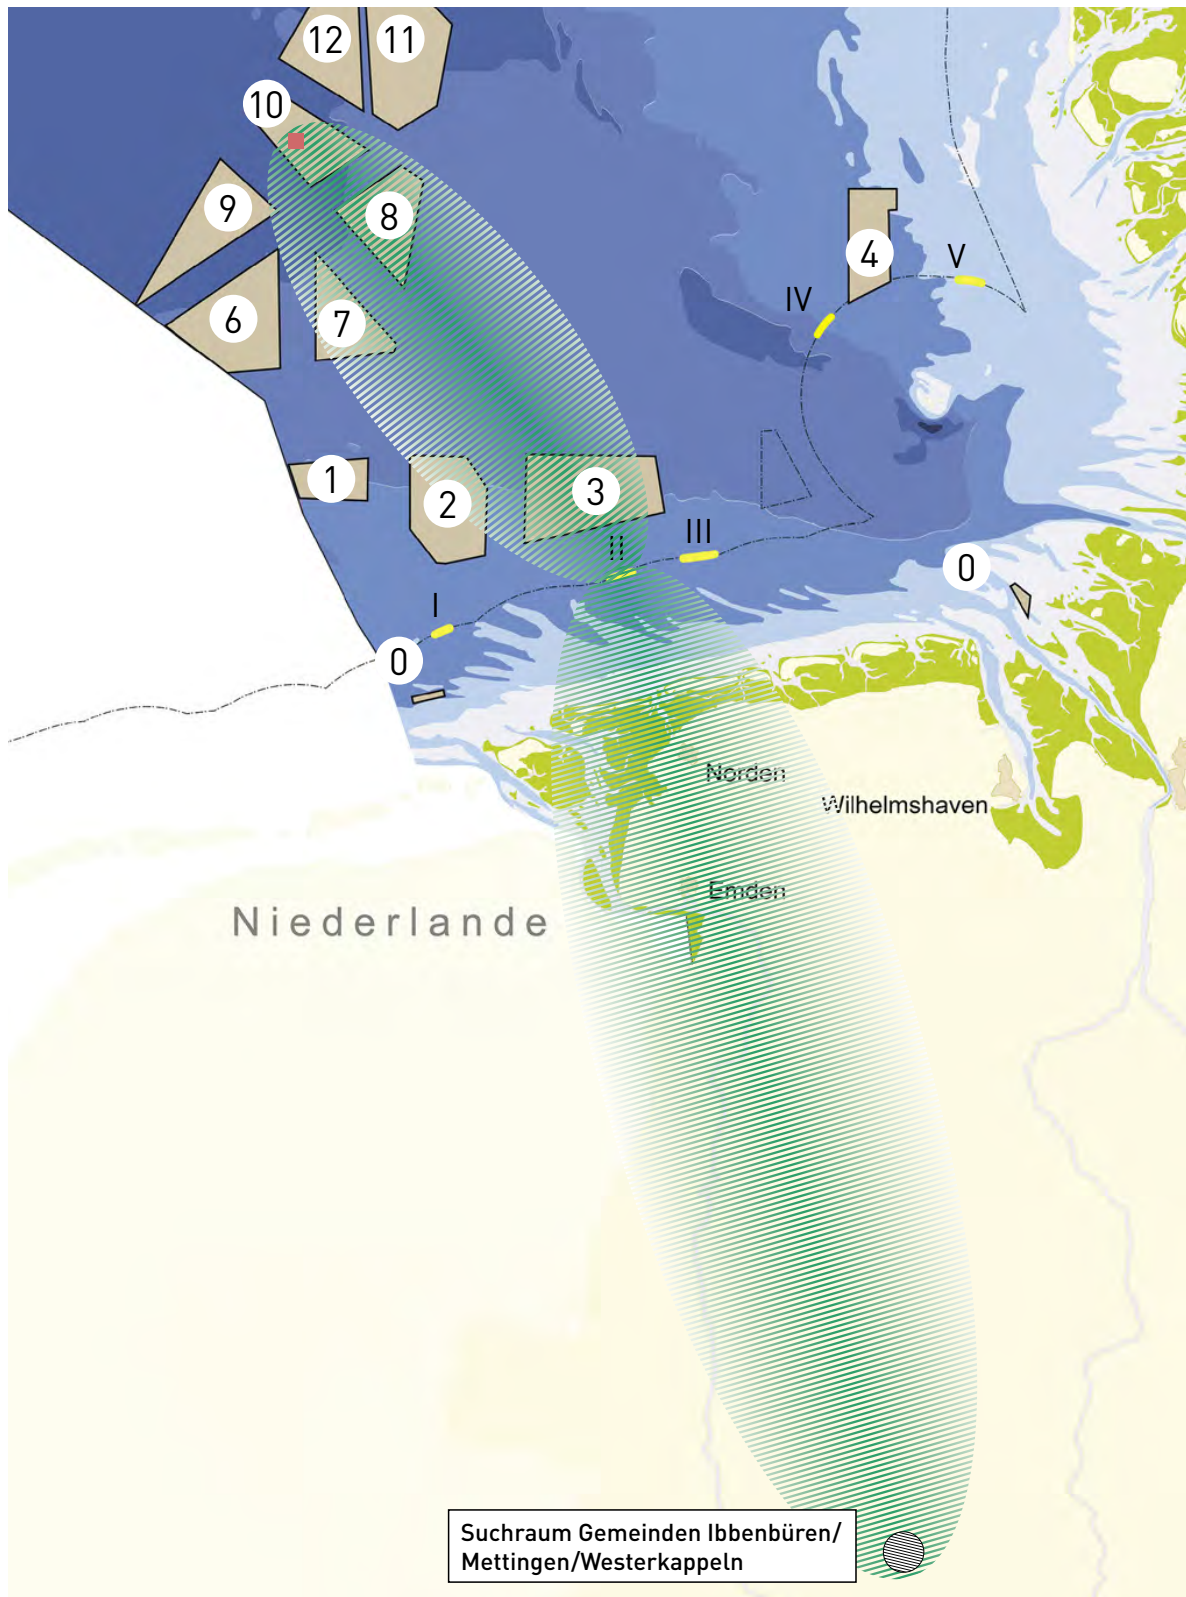 12
11
10
9
8
4
V
IV
6
7
1
2
3
II
III
0
I
0
Norden
Wilhelmshaven
Emden
Niederlande
Suchraum Gemeinden Ibbenbüren/
Mettingen/Westerkappeln